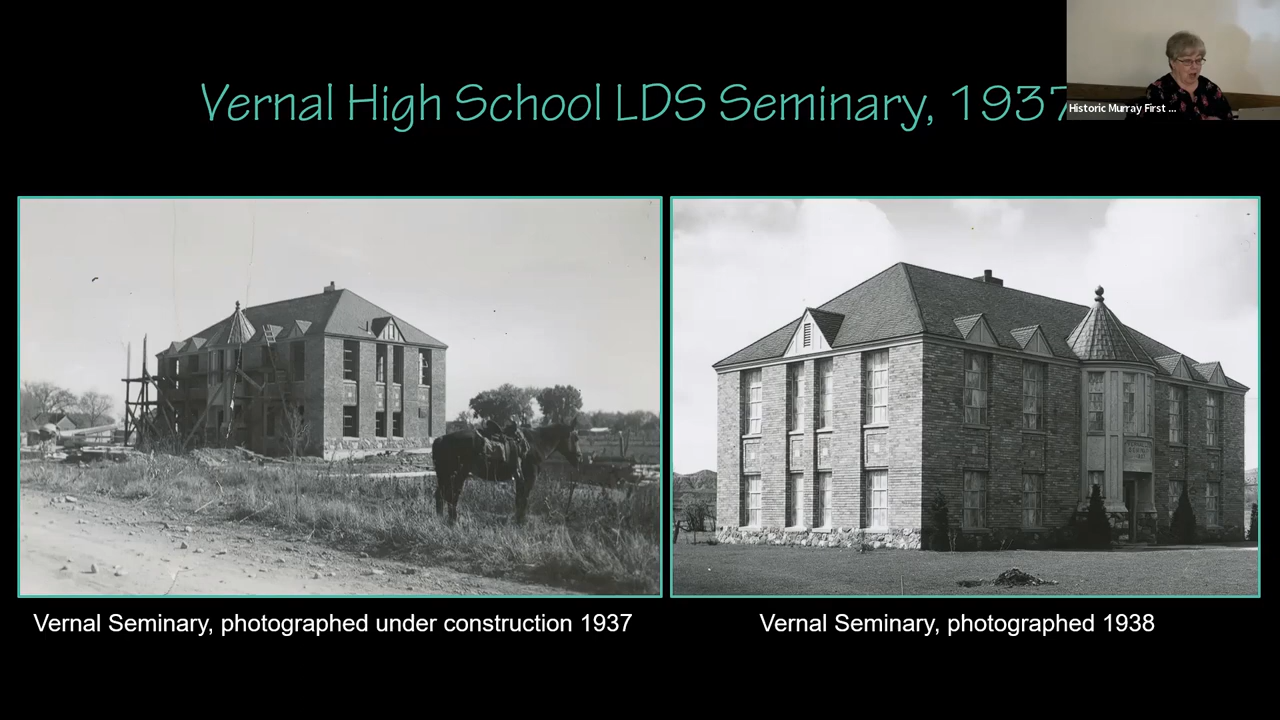 Vernal High School LDS Seminary, 1937
Historic Murray First ...
Vernal Seminary, photographed under construction 1937
Vernal Seminary, photographed 1938